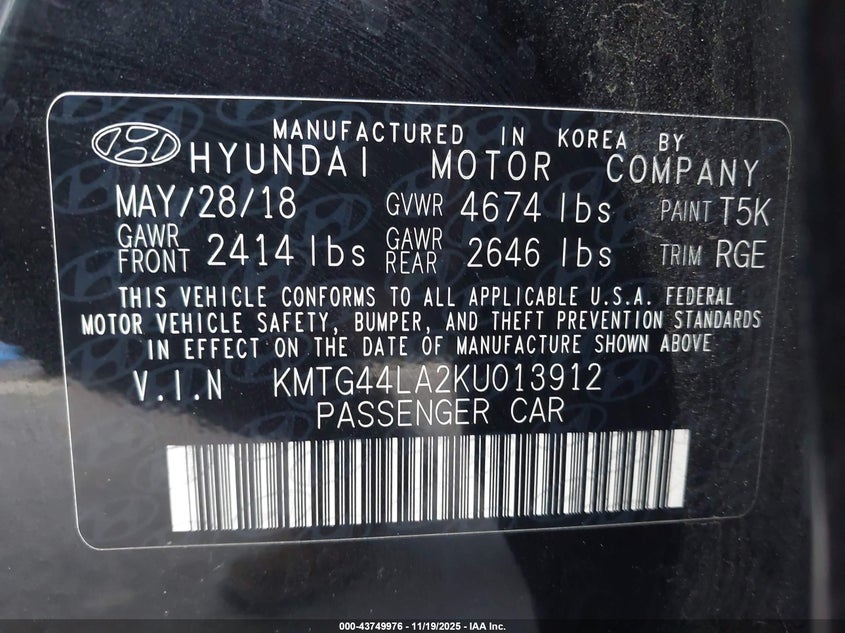 MANUFACTURED IN KOREA BY
HYUNDAI MOTOR COMPANY
MAY/28/18 GVWR 4674 lbs PAINT T5K
GAWR FRONT 2414 lbs GAWR REAR 2646 lbs TRIM RGE
THIS VEHICLE CONFORMS TO ALL APPLICABLE U.S.A. FEDERAL
MOTOR VEHICLE SAFETY, BUMPER, AND THEFT PREVENTION STANDARDS
IN EFFECT ON THE DATE OF MANUFACTURE SHOWN ABOVE
V.I.N KMTG44LA2KU013912
PASSENGER CAR
000-43749976 - 11/19/2025 - IAA Inc.